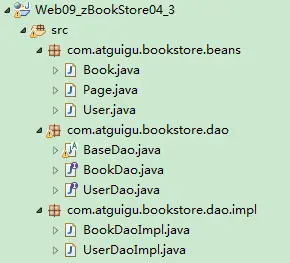 Web09_zBookStore04_3
src
com.atguigu.bookstore.beans
Book.java
Page.java
User.java
com.atguigu.bookstore.dao
BaseDao.java
BookDao.java
UserDao.java
com.atguigu.bookstore.dao.impl
BookDaoImpl.java
UserDaoImpl.java